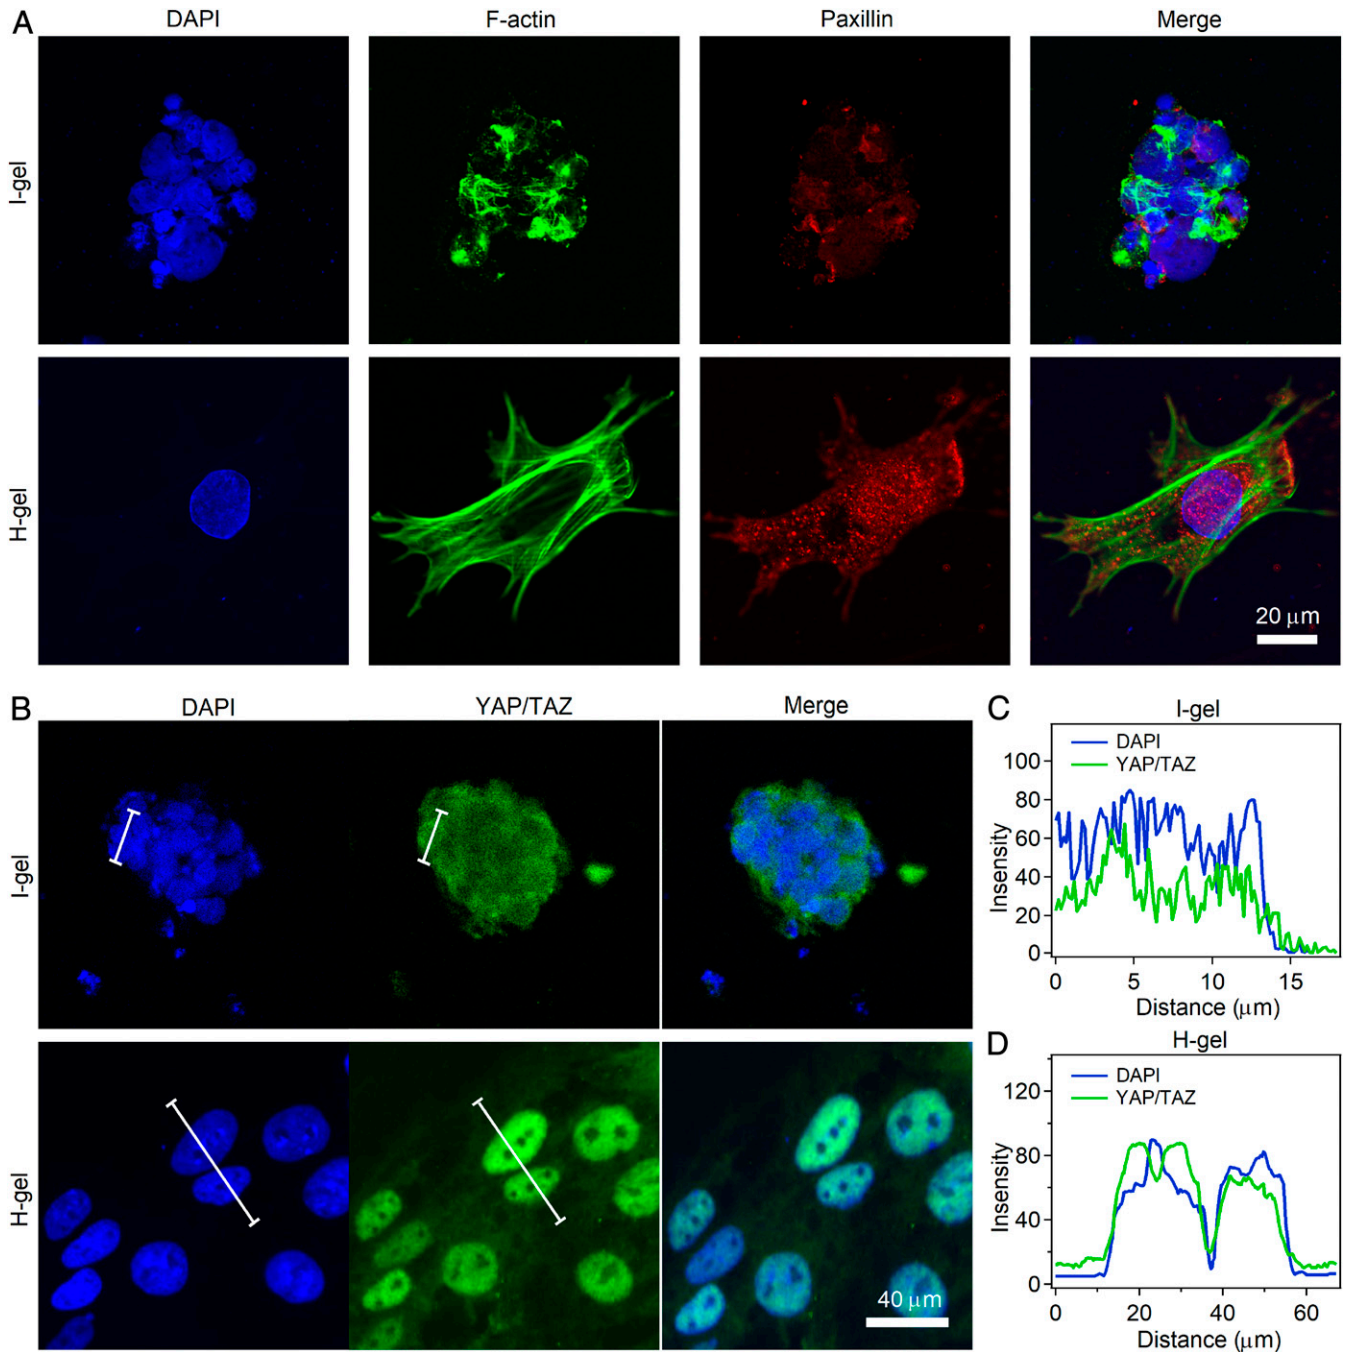 A
DAPI F-actin Paxillin Merge
I-gel
H-gel
20 μm
B
DAPI YAP/TAZ Merge
I-gel
H-gel
40 μm
C
I-gel
DAPI
YAP/TAZ
100
80
60
40
20
0
Insensity
0 5 10 15
Distance (μm)
D
H-gel
DAPI
YAP/TAZ
120
80
40
0
Insensity
0 20 40 60
Distance (μm)